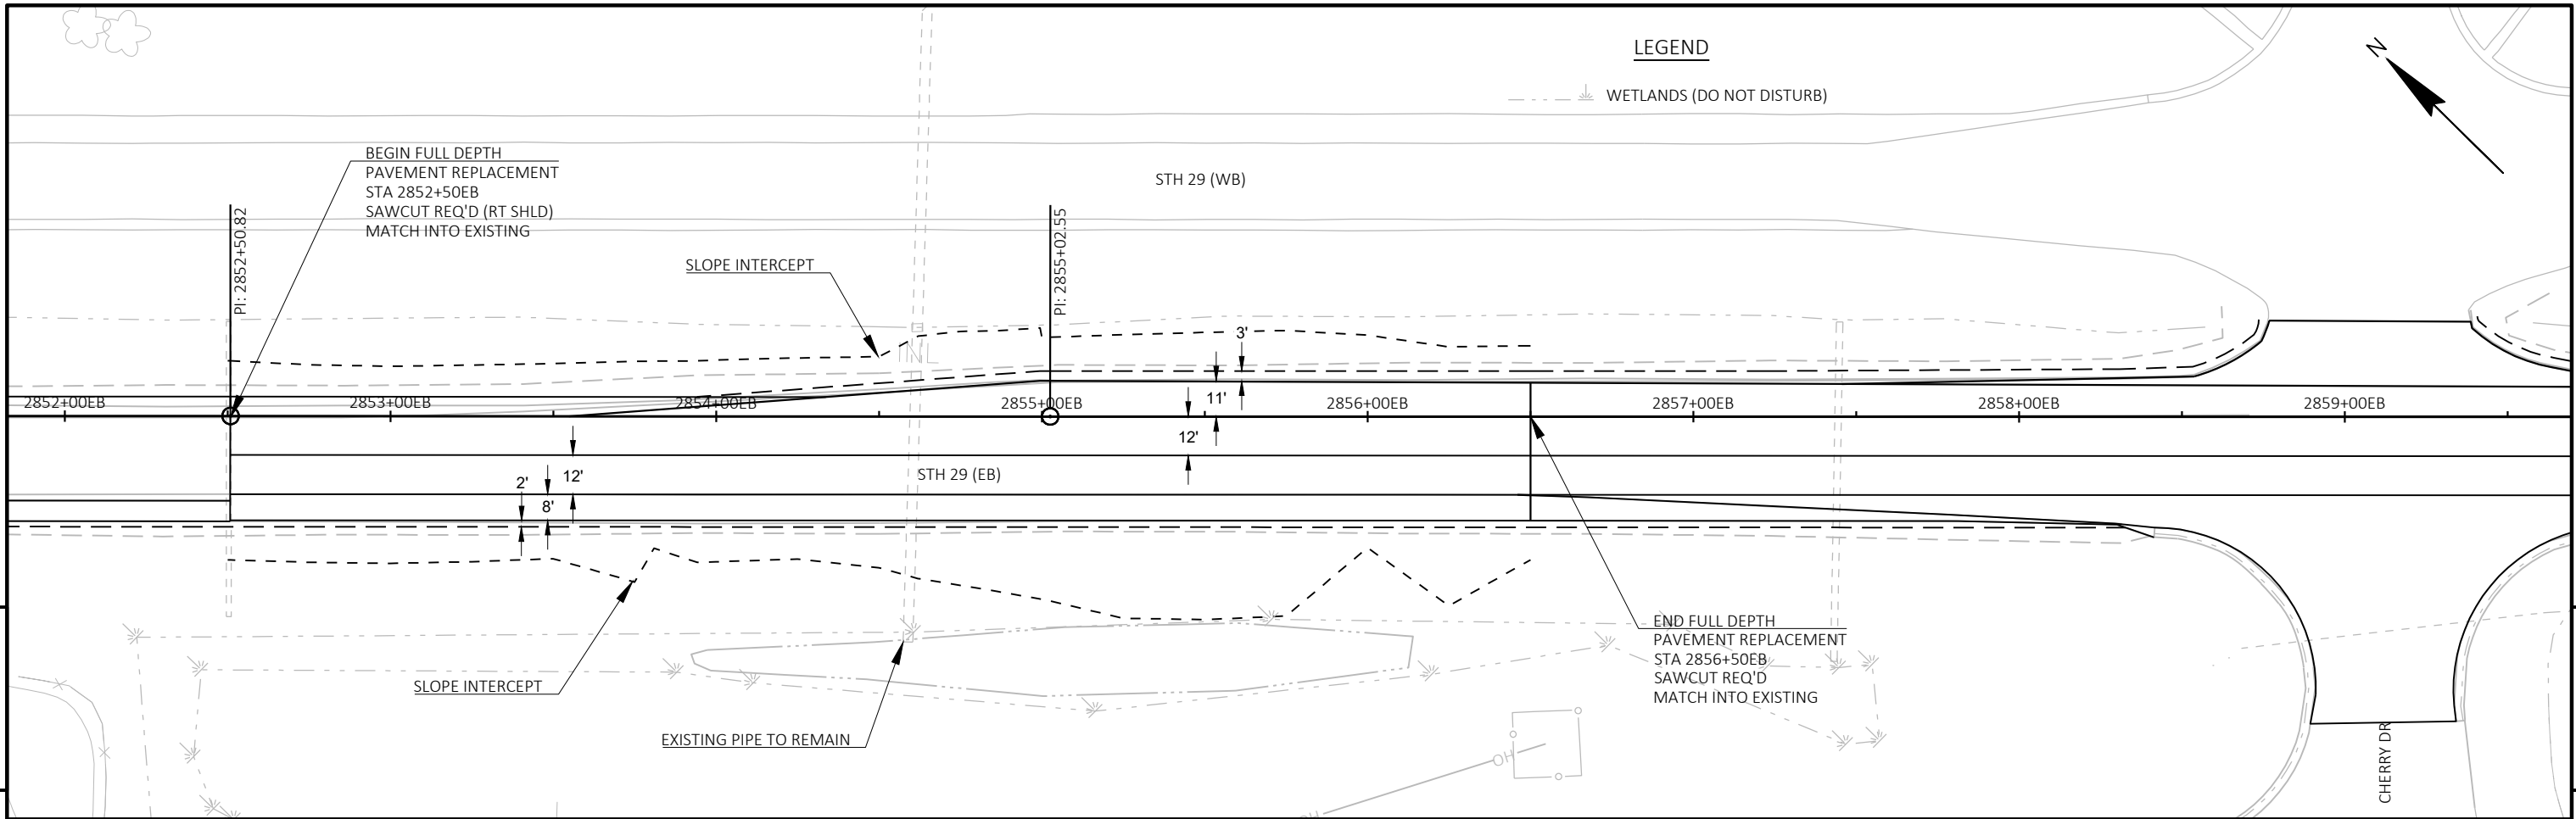 LEGEND
WETLANDS (DO NOT DISTURB)
N
BEGIN FULL DEPTH
PAVEMENT REPLACEMENT
STA 2852+50EB
SAWCUT REQ'D (RT SHLD)
MATCH INTO EXISTING
STH 29 (WB)
PI: 2852+50.82
PI: 2855+02.55
SLOPE INTERCEPT
3'
11'
2852+00EB
2853+00EB
2854+00EB
2855+00EB
2856+00EB
2857+00EB
2858+00EB
2859+00EB
12'
STH 29 (EB)
12'
2'
8'
END FULL DEPTH
PAVEMENT REPLACEMENT
STA 2856+50EB
SAWCUT REQ'D
MATCH INTO EXISTING
SLOPE INTERCEPT
EXISTING PIPE TO REMAIN
OH
OH
CHERRY DR